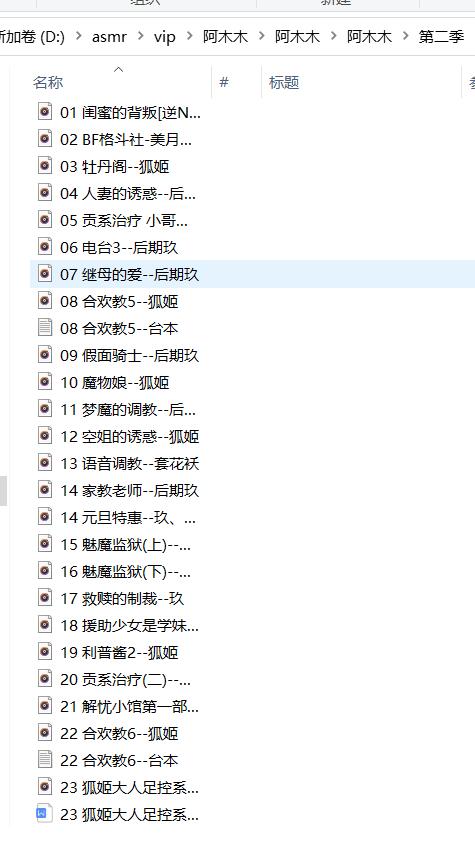 组织
新建
新加卷 (D:) > asmr > vip > 阿木木 > 阿木木 > 阿木木 > 第二季
名称 # 标题
01 闺蜜的背叛[逆N...
02 BF格斗社-美月...
03 牡丹阁--狐姬
04 人妻的诱惑--后...
05 贡系治疗 小哥...
06 电台3--后期玖
07 继母的爱--后期玖
08 合欢教5--狐姬
08 合欢教5--台本
09 假面骑士--后期玖
10 魔物娘--狐姬
11 梦魔的调教--后...
12 空姐的诱惑--狐姬
13 语音调教--套花袄
14 家教老师--后期玖
14 元旦特惠--玖、...
15 魅魔监狱(上)--...
16 魅魔监狱(下)--...
17 救赎的制裁--玖
18 援助少女是学妹...
19 利普酱2--狐姬
20 贡系治疗(二)--...
21 解忧小馆第一部...
22 合欢教6--狐姬
22 合欢教6--台本
23 狐姬大人足控系...
23 狐姬大人足控系...